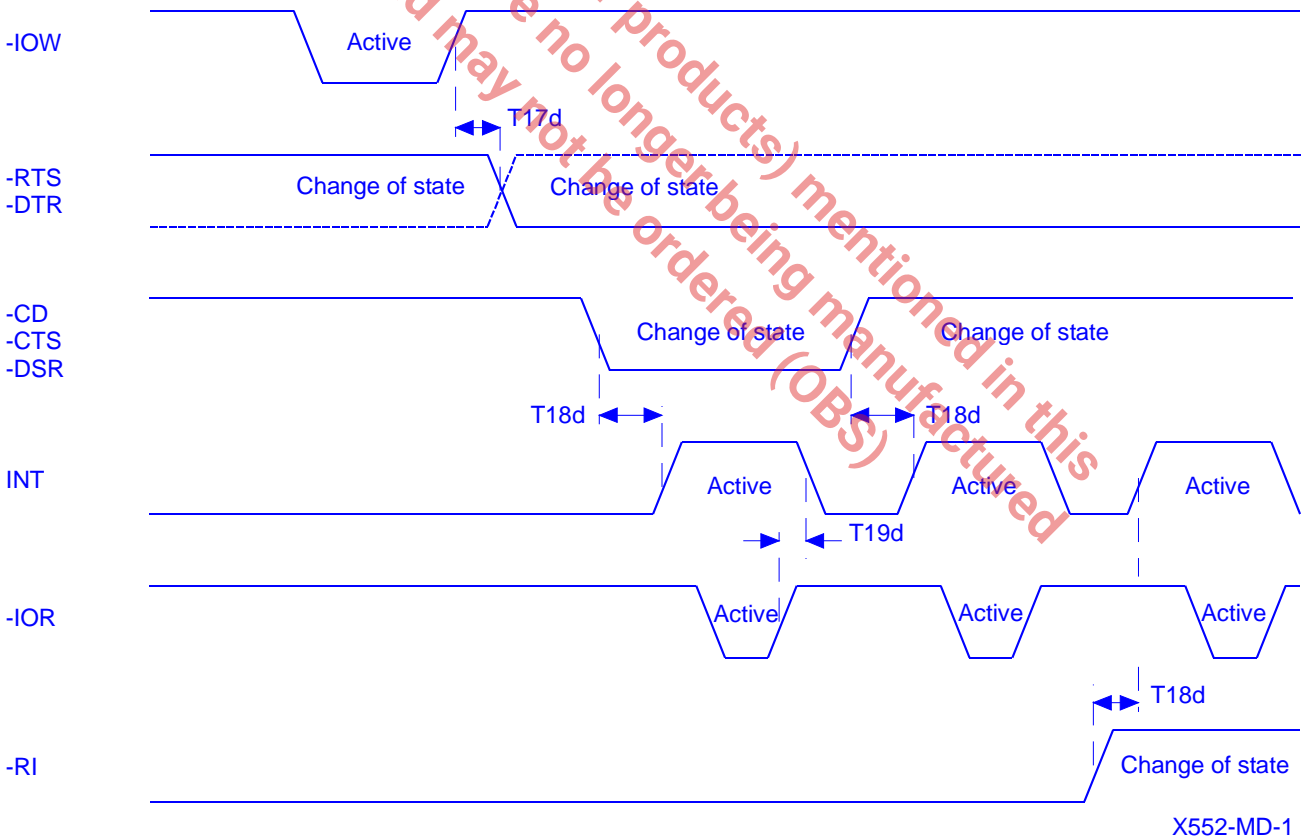 -IOW
Active
T17d
-RTS
-DTR
Change of state
Change of state
-CD
-CTS
-DSR
Change of state
Change of state
T18d
T18d
INT
Active
Active
Active
T19d
-IOR
Active
Active
Active
T18d
-RI
Change of state
X552-MD-1
products) mentioned in this
no longer being manufactured
may not be ordered (OBS)